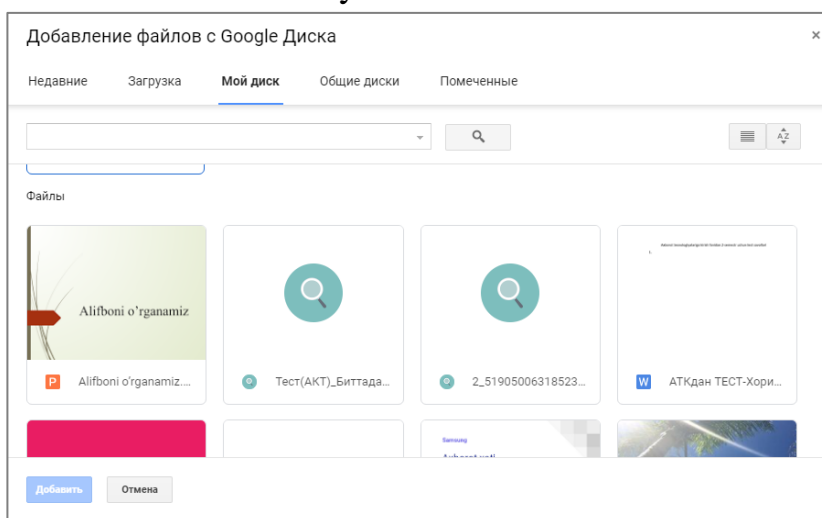 Добавление файлов с Google Диска
×
Недавние Загрузка Мой диск Общие диски Помеченные
AZ
Файлы
Alifboni o'rganamiz
P Alifboni o'rganamiz....
Тест(АКТ)_Биттада...
2_51905006318523...
W АТКдан ТЕСТ-Хори...
Samsung
Добавить Отмена